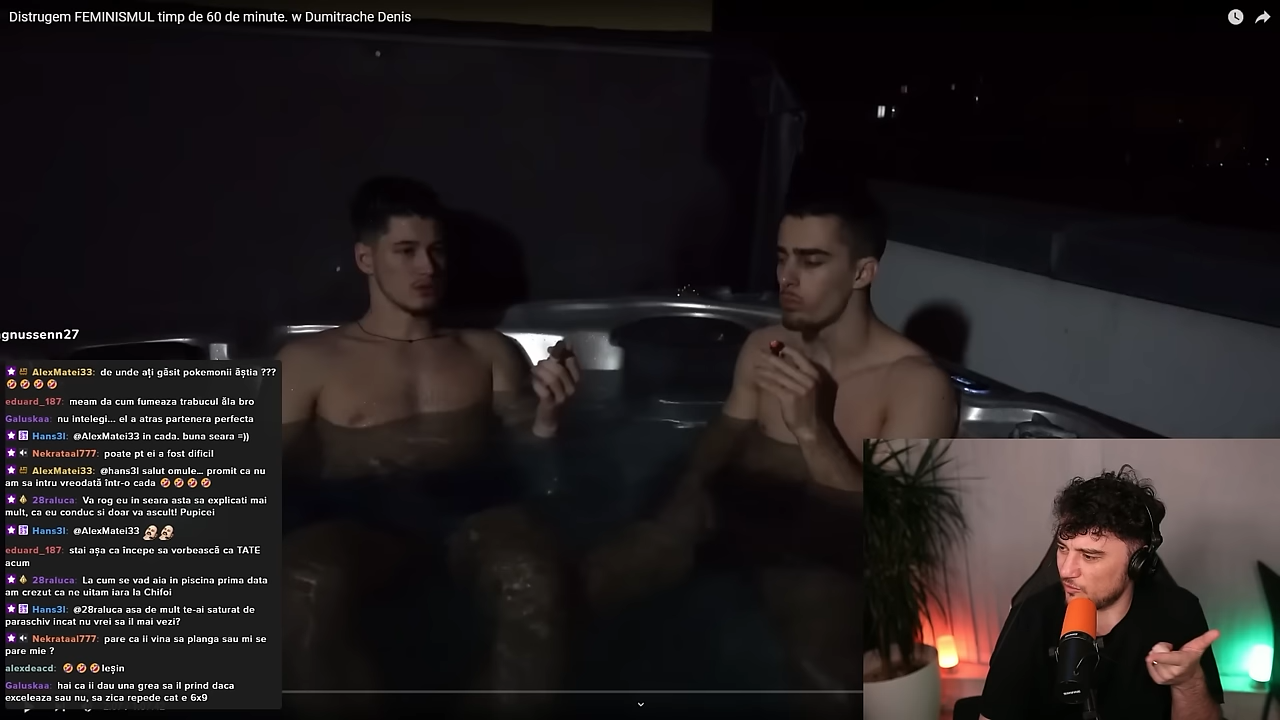 Distrugem FEMINISMUL timp de 60 de minute. w Dumitrache Denis
agnussenn27
AlexMatei33: de unde ați găsit pokemonii ăștia ???
eduard_187: meam da cum fumeaza trabucul ăla bro
Galuskaa: nu intelegi... el a atras partenera perfecta
Hans3l: @AlexMatei33 in cada. buna seara =))
Nekrataal777: poate pt ei a fost dificil
AlexMatei33: @hans3l salut omule... promit ca nu
am sa intru vreodată într-o cada
28raluca: Va rog eu in seara asta sa explicati mai
mult, ca eu conduc si doar va ascult! Pupicei
Hans3l: @AlexMatei33
eduard_187: stai așa ca începe sa vorbească ca TATE
acum
28raluca: La cum se vad aia in piscina prima data
am crezut ca ne uitam iara la Chifoi
Hans3l: @28raluca asa de mult te-ai saturat de
paraschiv incat nu vrei sa il mai vezi?
Nekrataal777: pare ca ii vina sa planga sau mi se
pare mie ?
alexdeacd: Ieșin
Galuskaa: hai ca ii dau una grea sa il prind daca
exceleaza sau nu, sa zica repede cat e 6x9